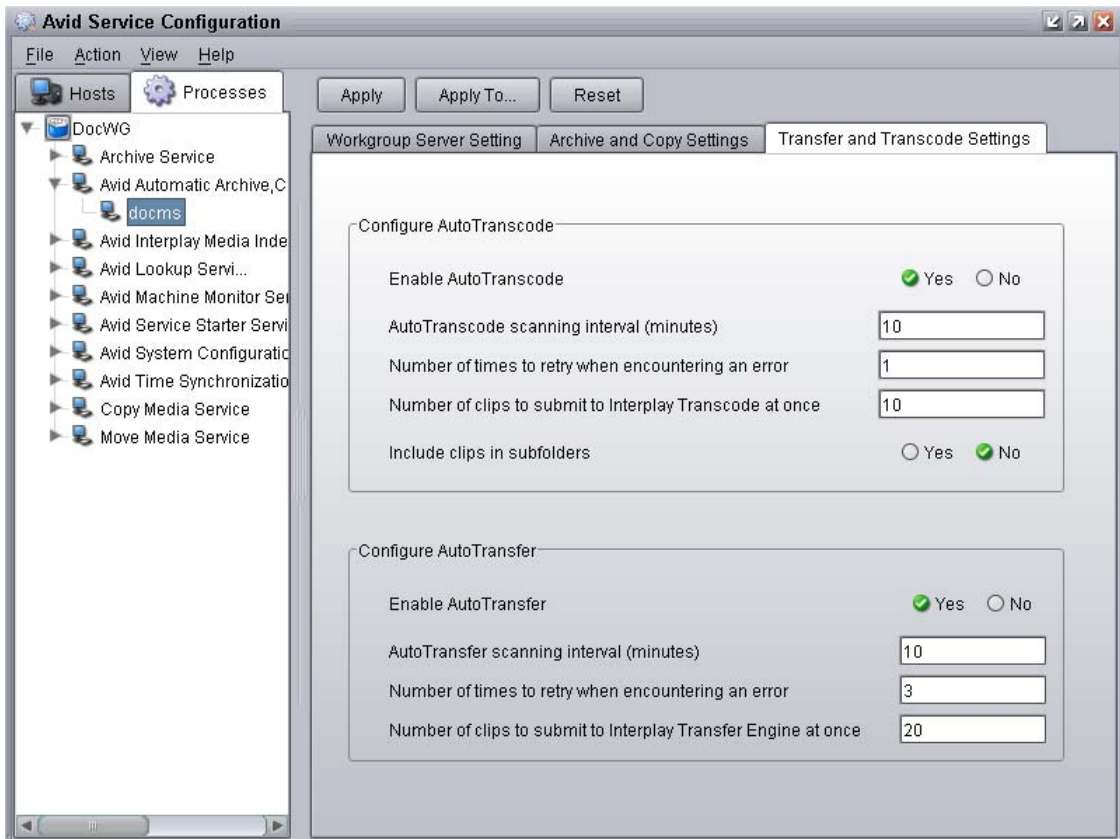 Avid Service Configuration
File Action View Help
Hosts Processes
DocWG
Archive Service
Avid Automatic Archive,C
docms
Avid Interplay Media Inde
Avid Lookup Servi...
Avid Machine Monitor Ser
Avid Service Starter Servi
Avid System Configuratic
Avid Time Synchronizatio
Copy Media Service
Move Media Service
Apply Apply To... Reset
Workgroup Server Setting Archive and Copy Settings Transfer and Transcode Settings
Configure AutoTranscode
Enable AutoTranscode Yes No
AutoTranscode scanning interval (minutes) 10
Number of times to retry when encountering an error 1
Number of clips to submit to Interplay Transcode at once 10
Include clips in subfolders Yes No
Configure AutoTransfer
Enable AutoTransfer Yes No
AutoTransfer scanning interval (minutes) 10
Number of times to retry when encountering an error 3
Number of clips to submit to Interplay Transfer Engine at once 20